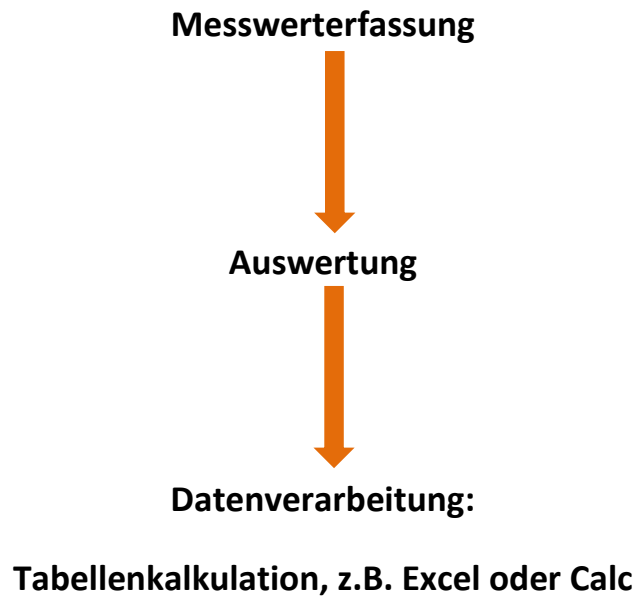 Messwerterfassung
Auswertung
Datenverarbeitung:
Tabellenkalkulation, z.B. Excel oder Calc